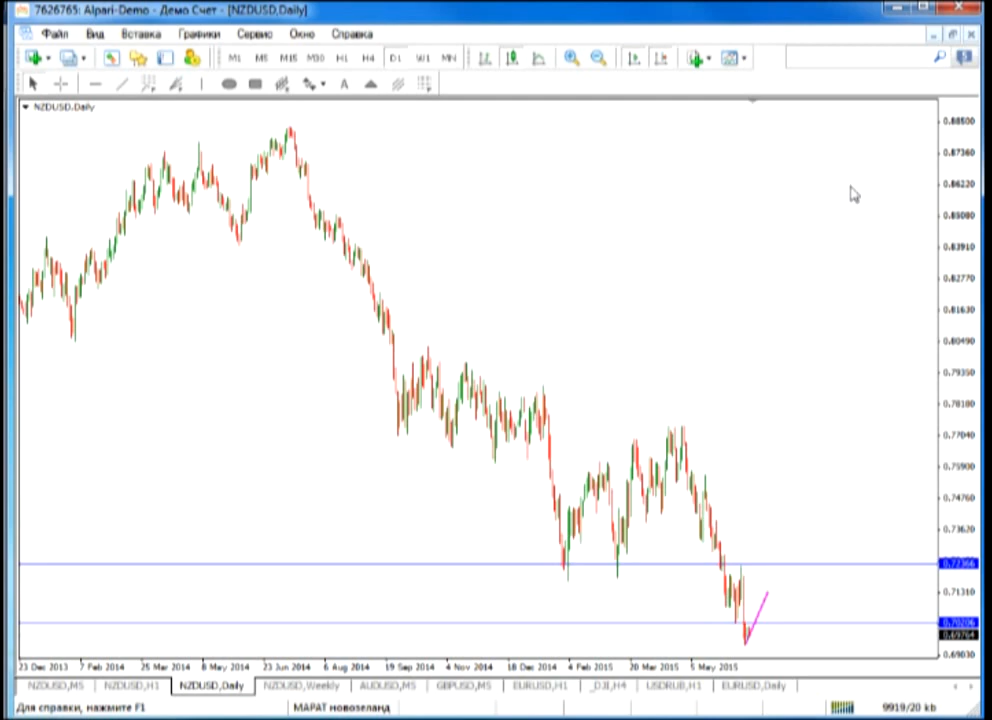 7626765: Alpari-Demo - Демо Счет - [NZDUSD,Daily]
Файл Вид Вставка Графики Сервис Окно Справка
M1 M5 M15 M30 H1 H4 D1 W1 MN
A
NZDUSD,Daily
0.88500
0.87360
0.86220
0.85080
0.83910
0.82770
0.81630
0.80490
0.79350
0.78180
0.77040
0.75900
0.74760
0.73620
0.72366
0.71310
0.70206
0.69764
0.69030
23 Dec 2013 7 Feb 2014 25 Mar 2014 8 May 2014 23 Jun 2014 6 Aug 2014 19 Sep 2014 4 Nov 2014 18 Dec 2014 4 Feb 2015 20 Mar 2015 5 May 2015
NZDUSD,M5 NZDUSD,H1 NZDUSD,Daily NZDUSD,Weekly AUDUSD,M5 GBPUSD,M5 EURUSD,H1 _DJI,H4 USDRUB,H1 EURUSD,Daily
Для справки, нажмите F1 МАРАТ новозеланд 9919/20 kb